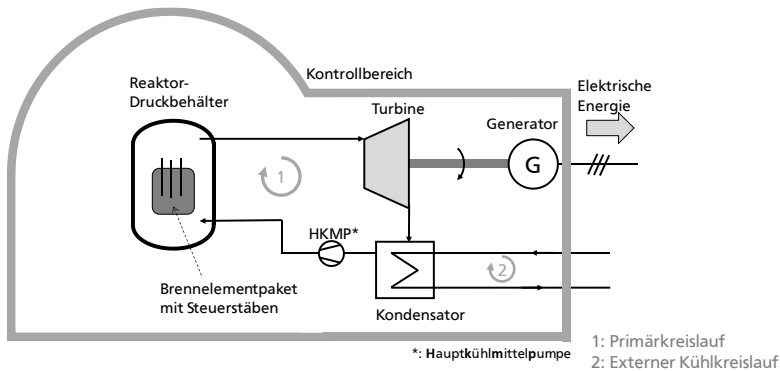 Kontrollbereich
Reaktor-
Druckbehälter
Elektrische
Energie
Turbine
Generator
G
1
HKMP*
2
Brennelementpaket
mit Steuerstäben
Kondensator
*: Hauptkühlmittelpumpe
1: Primärkreislauf
2: Externer Kühlkreislauf